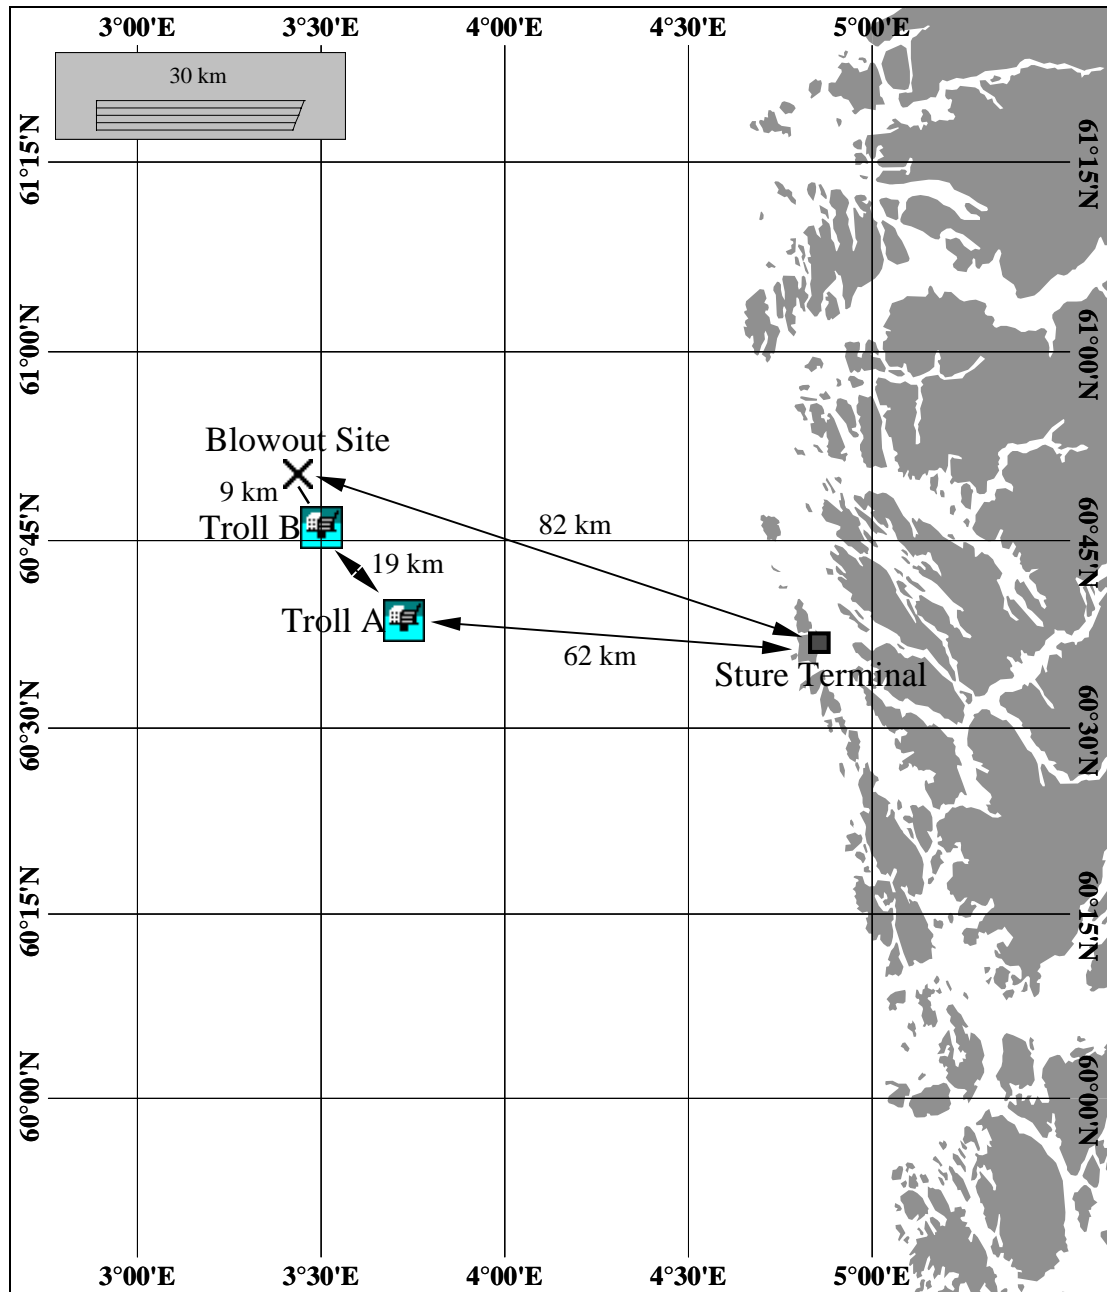 3°00'E 3°30'E 4°00'E 4°30'E 5°00'E
30 km
61°15'N 61°15'N
61°00'N 61°00'N
Blowout Site
9 km
Troll B
82 km
60°45'N 60°45'N
19 km
Troll A
62 km
Sture Terminal
60°30'N 60°30'N
60°15'N 60°15'N
60°00'N 60°00'N
3°00'E 3°30'E 4°00'E 4°30'E 5°00'E